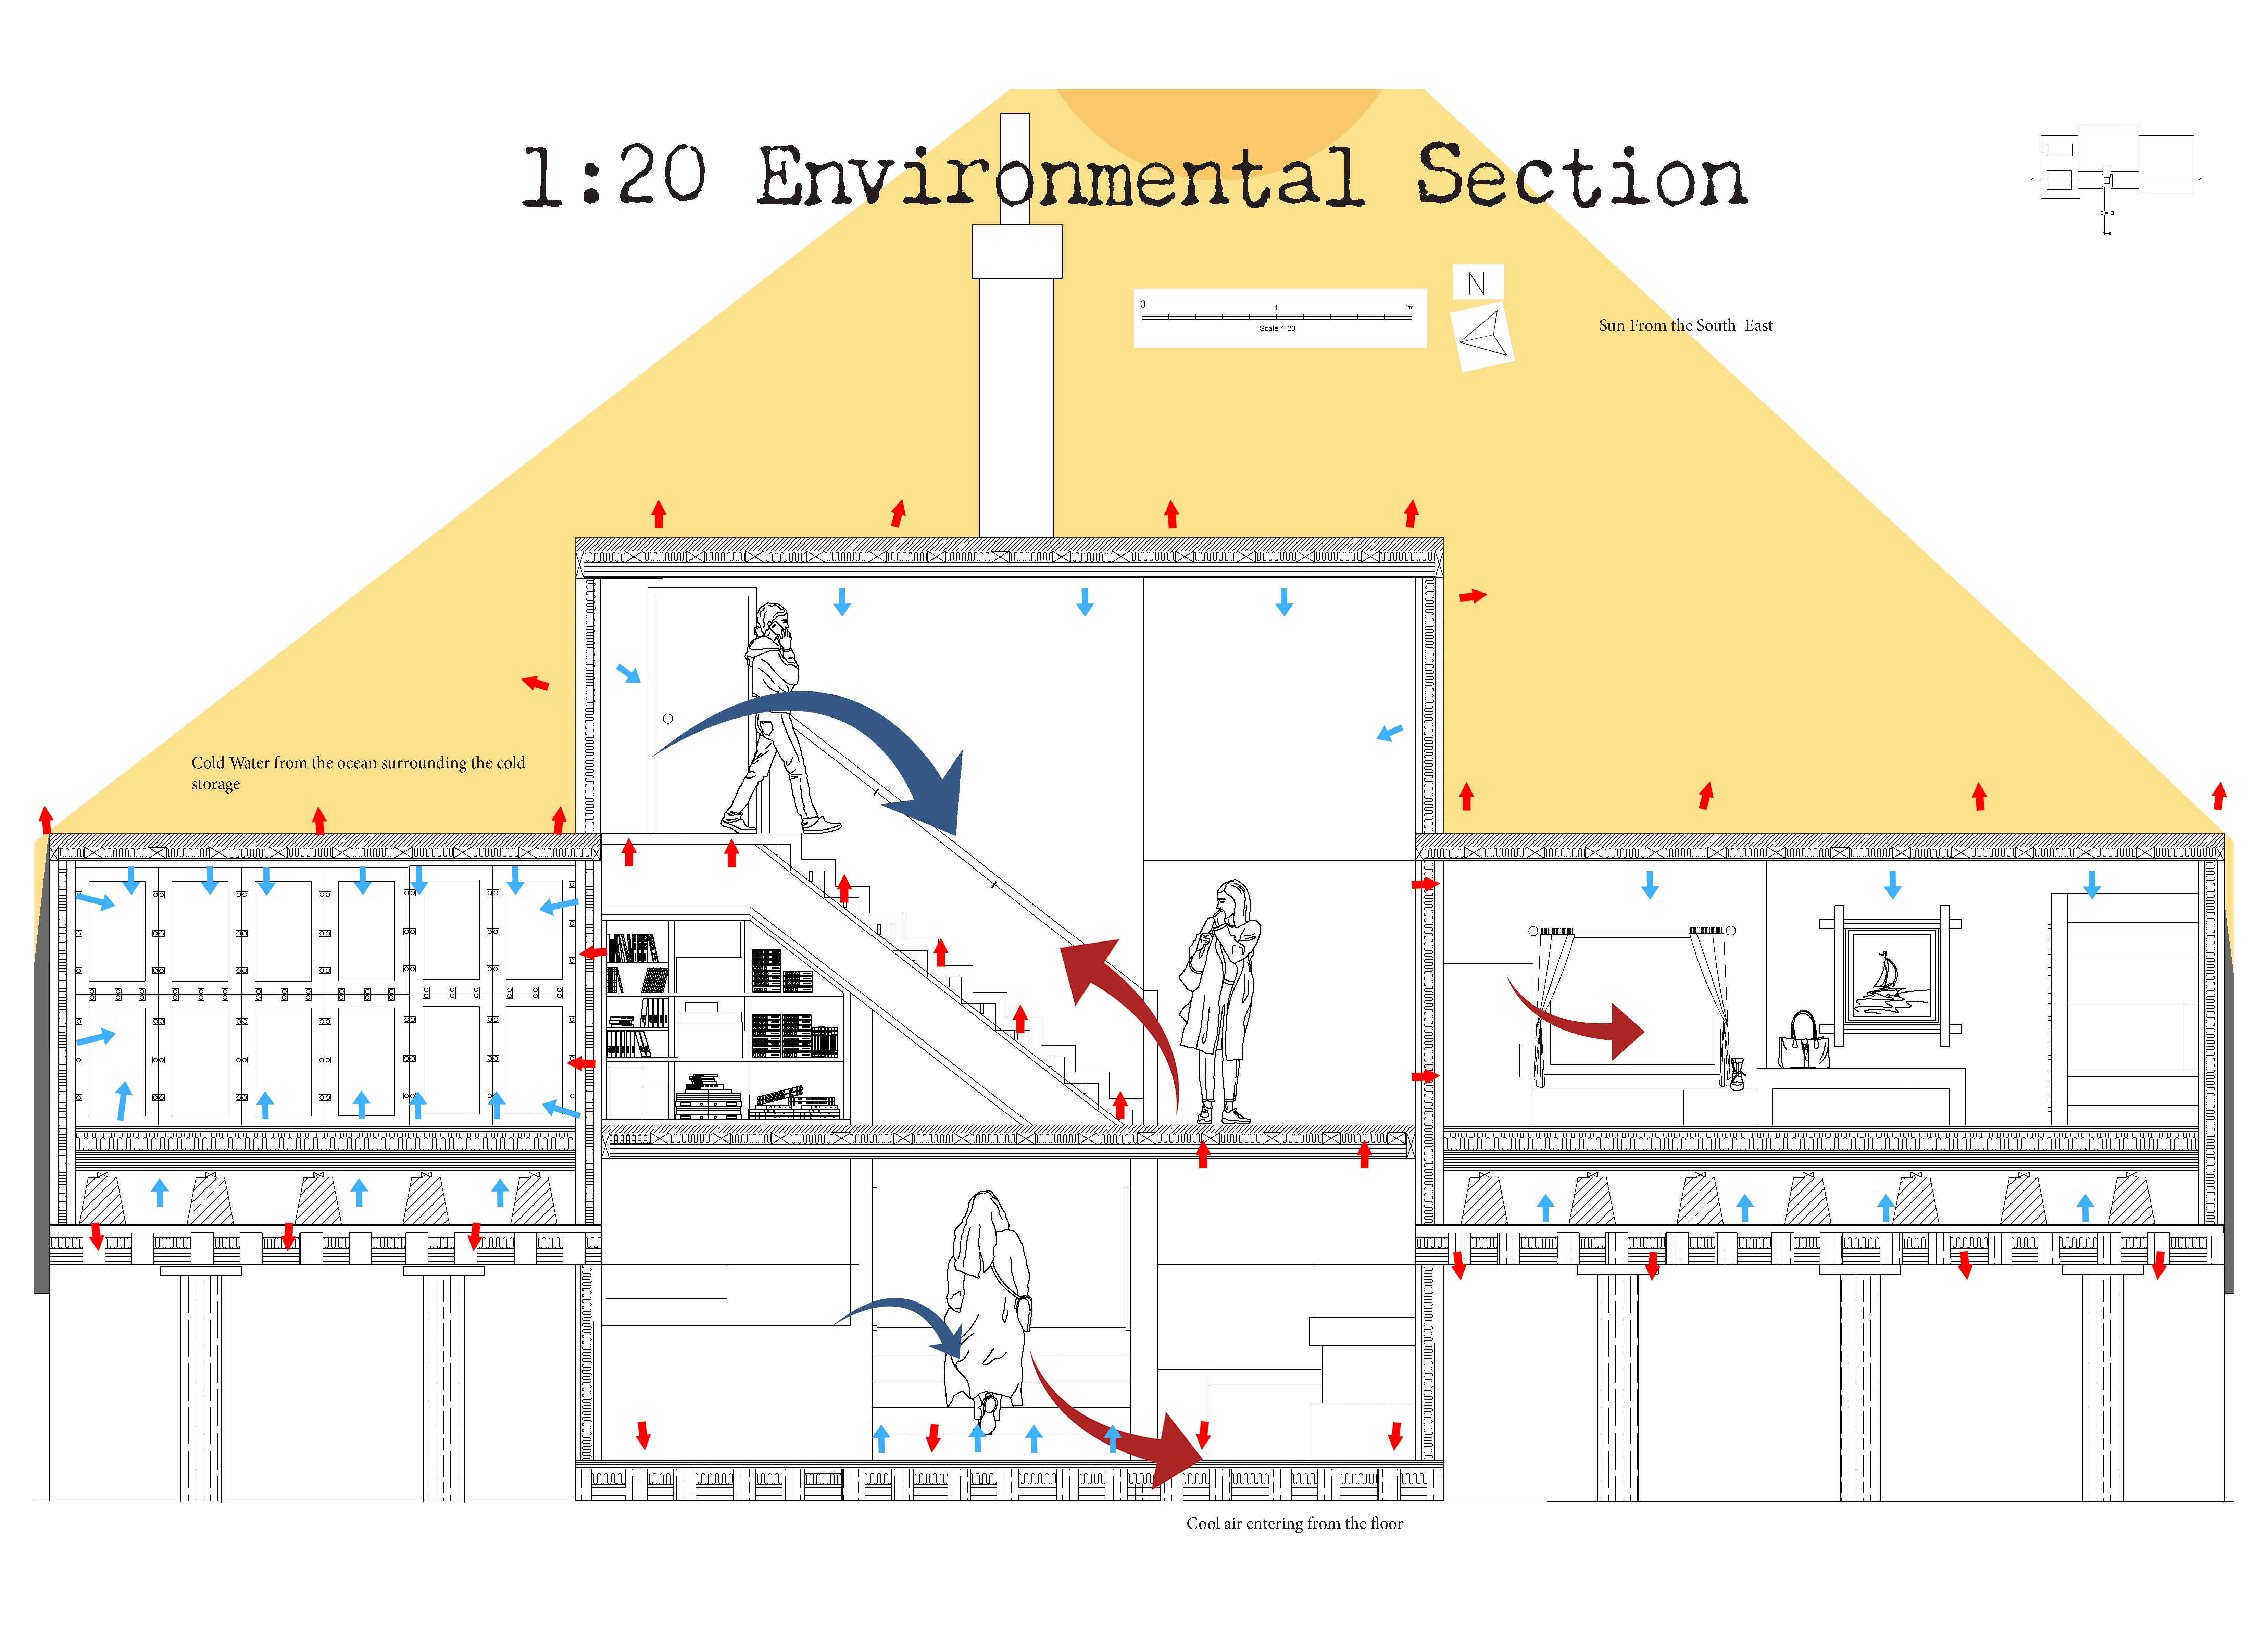 1:20 Environmental Section
0 1 2m
Scale 1:20
N
Sun From the South  East
Cold Water from the ocean surrounding the cold
storage
Cool air entering from the floor